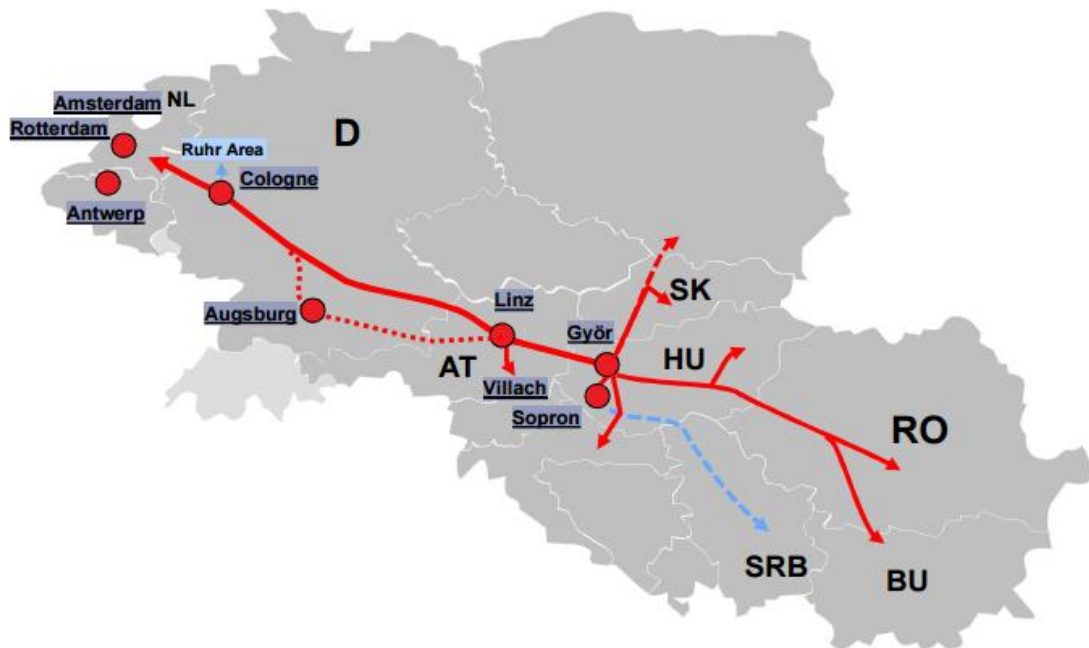 Amsterdam
NL
Rotterdam
D
Ruhr Area
Cologne
Antwerp
SK
Linz
Augsburg
Györ
AT
HU
Villach
Sopron
RO
SRB
BU